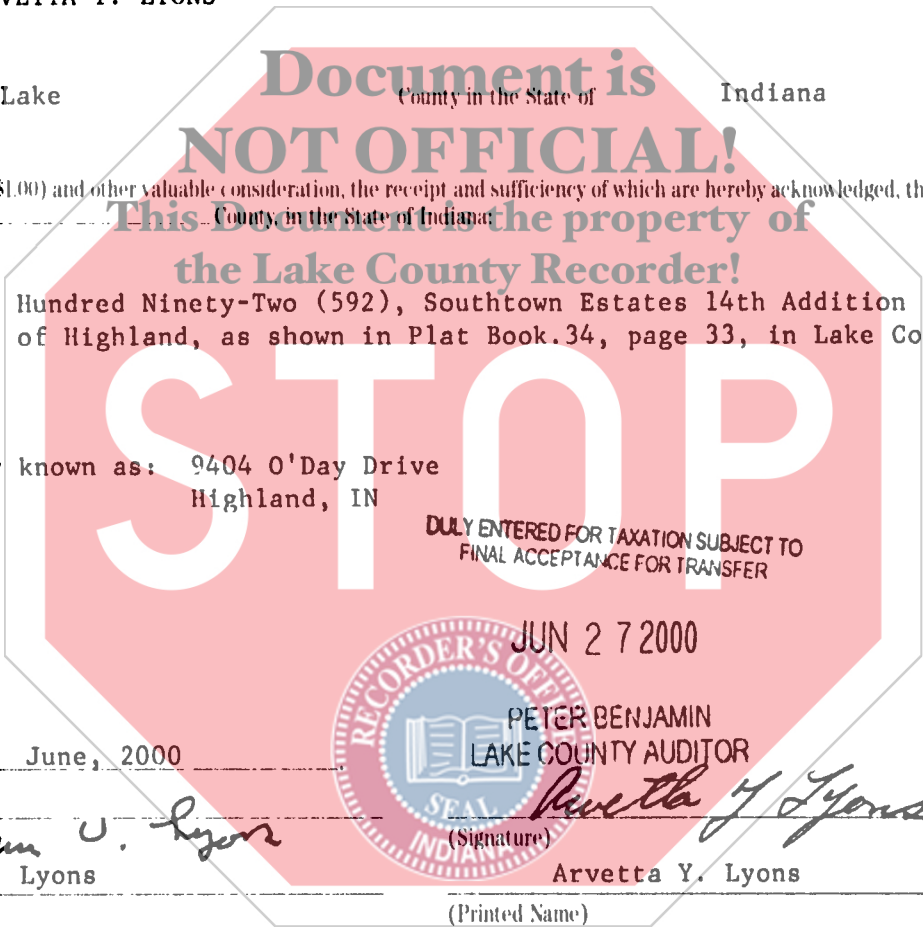 LYONS
Document is
Lake County in the State of Indiana
NOT OFFICIAL!
$1.00) and other valuable consideration, the receipt and sufficiency of which are hereby acknowledged, th
This Document is the property of
County, in the State of Indiana:
the Lake County Recorder!
Hundred Ninety-Two (592), Southtown Estates 14th Addition
of Highland, as shown in Plat Book.34, page 33, in Lake Co
STOP
known as: 9404 O'Day Drive
Highland, IN
DULY ENTERED FOR TAXATION SUBJECT TO
FINAL ACCEPTANCE FOR TRANSFER
JUN 27 2000
RECORDER'S OFFICE
PETER BENJAMIN
June, 2000 LAKE COUNTY AUDITOR
SEAL
INDIANA
U. Lyons Arvetta Y Lyons
(Signature)
Lyons Arvetta Y. Lyons
(Printed Name)